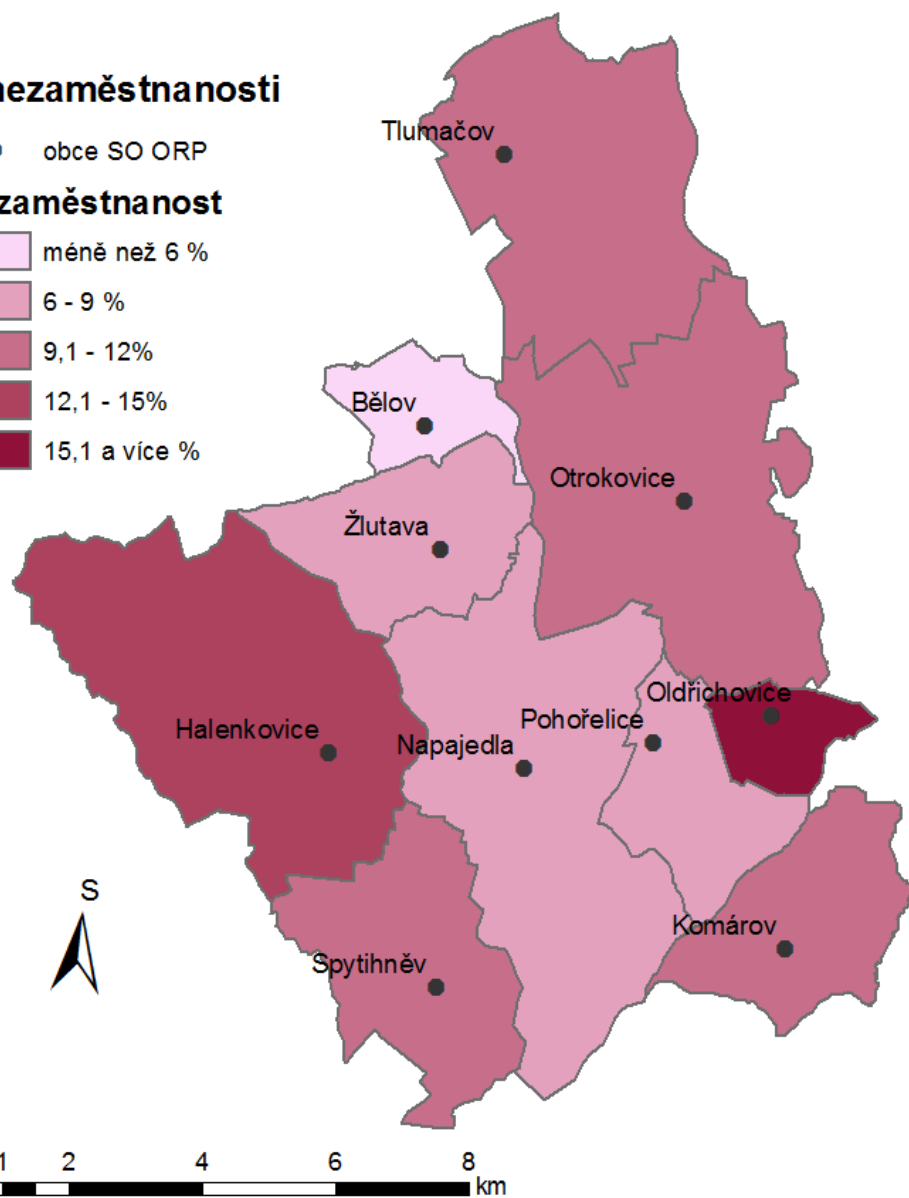 nezaměstnanosti
obce SO ORP
zaměstnanost
méně než 6 %
6 - 9 %
9,1 - 12%
12,1 - 15%
15,1 a více %
Tlumačov
Bělov
Otrokovice
Žlutava
Oldřichovice
Pohořelice
Halenkovice
Napajedla
Komárov
Spytihněv
S
1 2 4 6 8
km